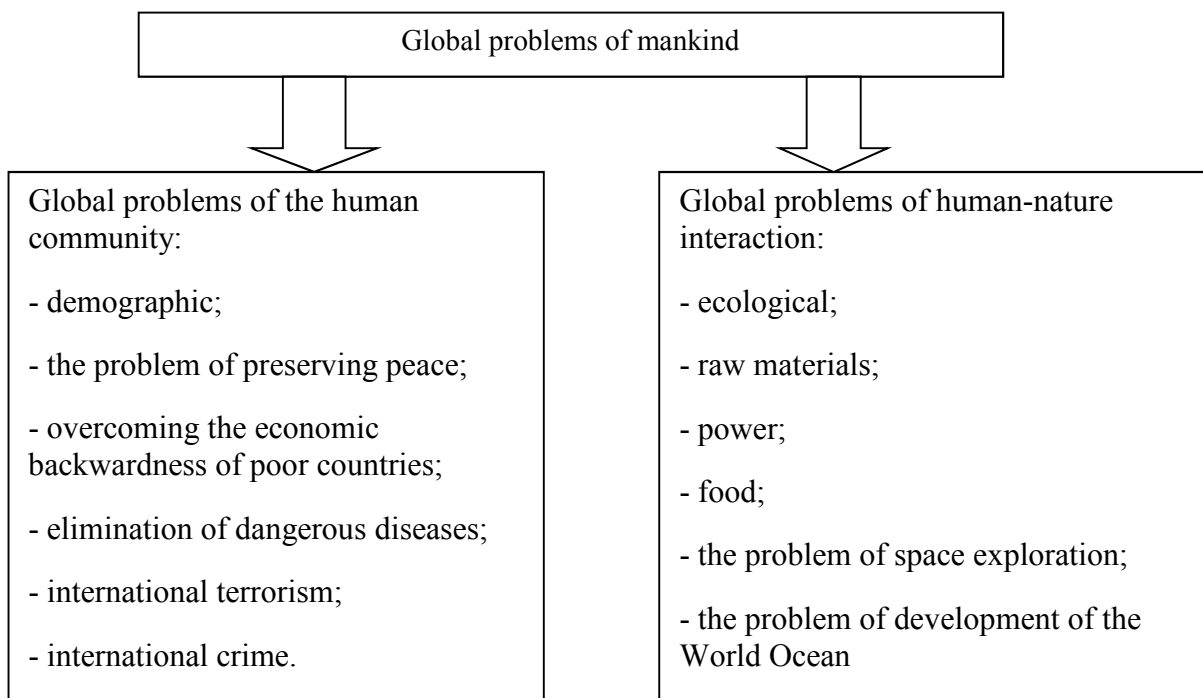 Global problems of mankind
Global problems of the human
community:
- demographic;
- the problem of preserving peace;
- overcoming the economic
backwardness of poor countries;
- elimination of dangerous diseases;
- international terrorism;
- international crime.
Global problems of human-nature
interaction:
- ecological;
- raw materials;
- power;
- food;
- the problem of space exploration;
- the problem of development of the
World Ocean